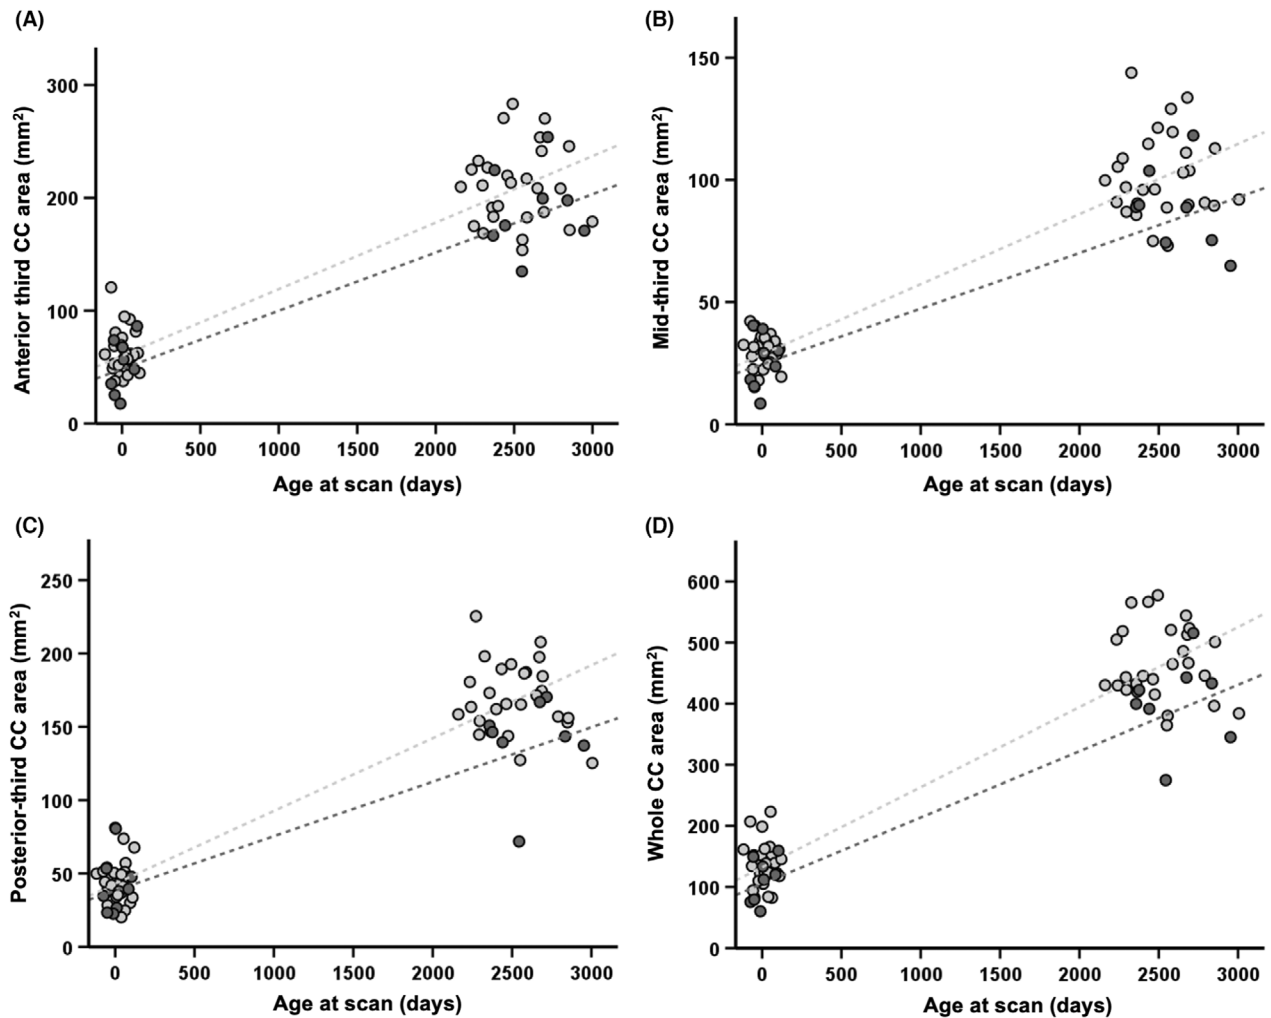 (A)
300
200
100
0
0 500 1000 1500 2000 2500 3000
Anterior third CC area (mm²)
Age at scan (days)
(B)
150
100
50
0
0 500 1000 1500 2000 2500 3000
Mid-third CC area (mm²)
Age at scan (days)
(C)
250
200
150
100
50
0
0 500 1000 1500 2000 2500 3000
Posterior-third CC area (mm²)
Age at scan (days)
(D)
600
500
400
300
200
100
0
0 500 1000 1500 2000 2500 3000
Whole CC area (mm²)
Age at scan (days)